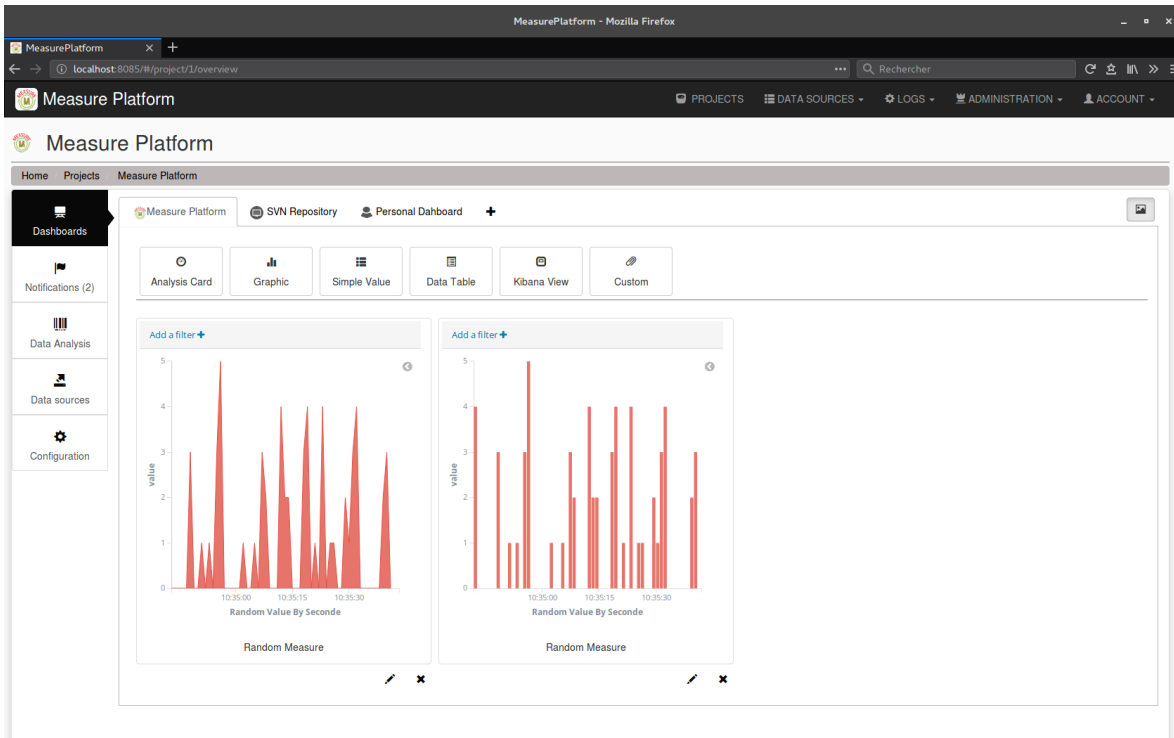 MeasurePlatform - Mozilla Firefox
MeasurePlatform
localhost:8085/#/project/1/overview
Rechercher
Measure Platform
PROJECTS DATA SOURCES LOGS ADMINISTRATION ACCOUNT
Measure Platform
Home Projects Measure Platform
Dashboards
Notifications (2)
Data Analysis
Data sources
Configuration
Measure Platform SVN Repository Personal Dahboard
Analysis Card Graphic Simple Value Data Table Kibana View Custom
Add a filter
5
4
3
2
1
0
value
10:35:00 10:35:15 10:35:30
Random Value By Seconde
Random Measure
Add a filter
5
4
3
2
1
0
value
10:35:00 10:35:15 10:35:30
Random Value By Seconde
Random Measure